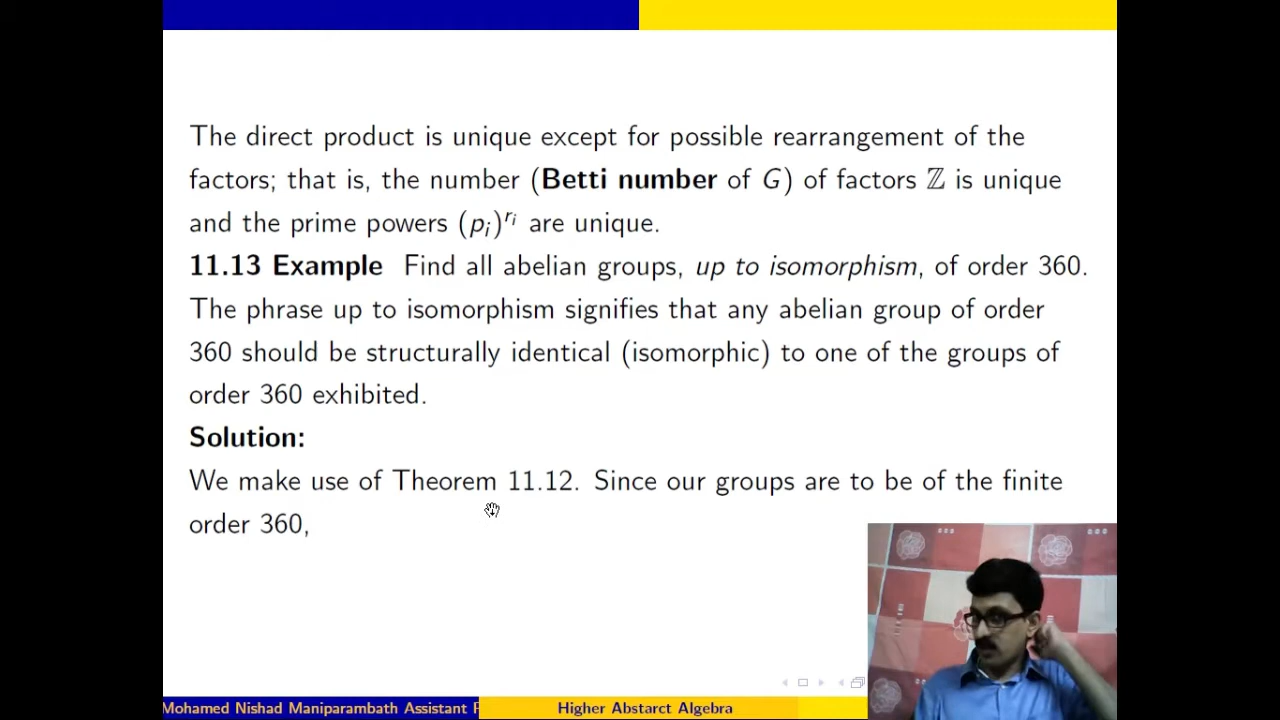 The direct product is unique except for possible rearrangement of the
factors; that is, the number (Betti number of G) of factors ℤ is unique
and the prime powers (pᵢ)^{rᵢ} are unique.
11.13 Example Find all abelian groups, up to isomorphism, of order 360.
The phrase up to isomorphism signifies that any abelian group of order
360 should be structurally identical (isomorphic) to one of the groups of
order 360 exhibited.
Solution:
We make use of Theorem 11.12. Since our groups are to be of the finite
order 360,
Mohamed Nishad Maniparambath Assistant
Higher Abstarct Algebra